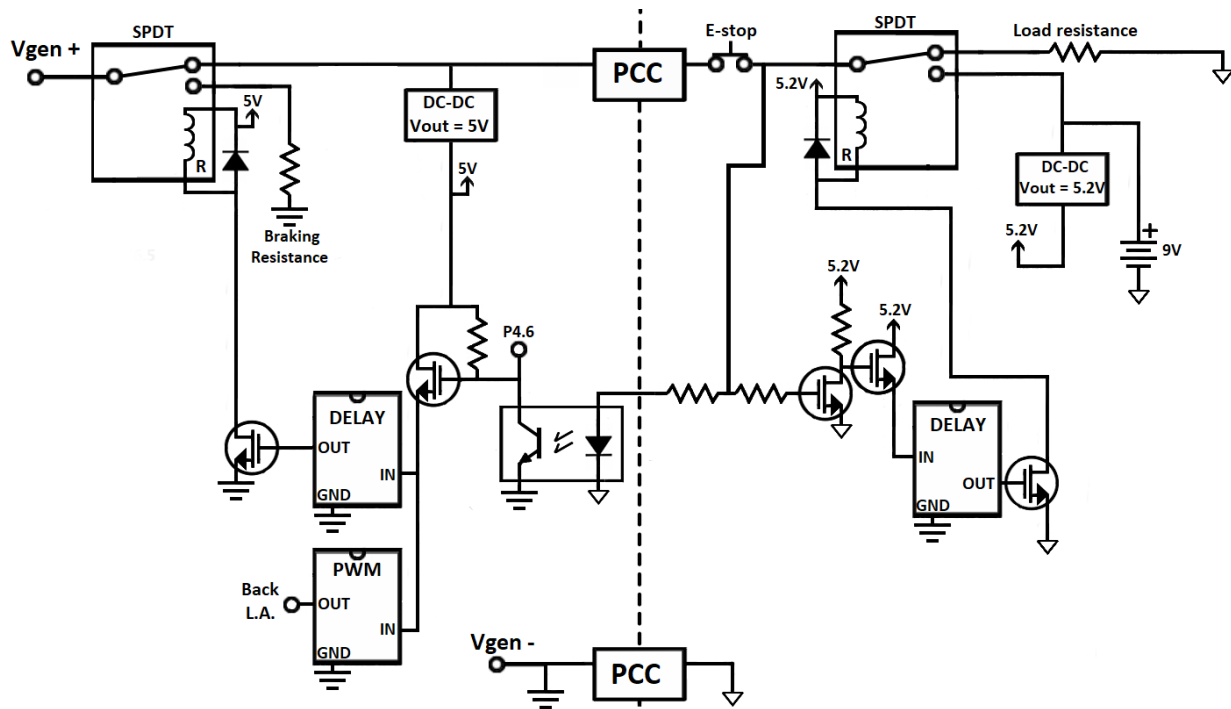 SPDT
Vgen +
5V
R
Braking
Resistance
DC-DC
Vout = 5V
5V
PCC
E-stop
SPDT
Load resistance
5.2V
R
DC-DC
Vout = 5.2V
5.2V
9V
+
5.2V
5.2V
P4.6
DELAY
OUT
IN
GND
PWM
Back
L.A.
OUT
IN
GND
DELAY
IN
OUT
GND
Vgen -
PCC